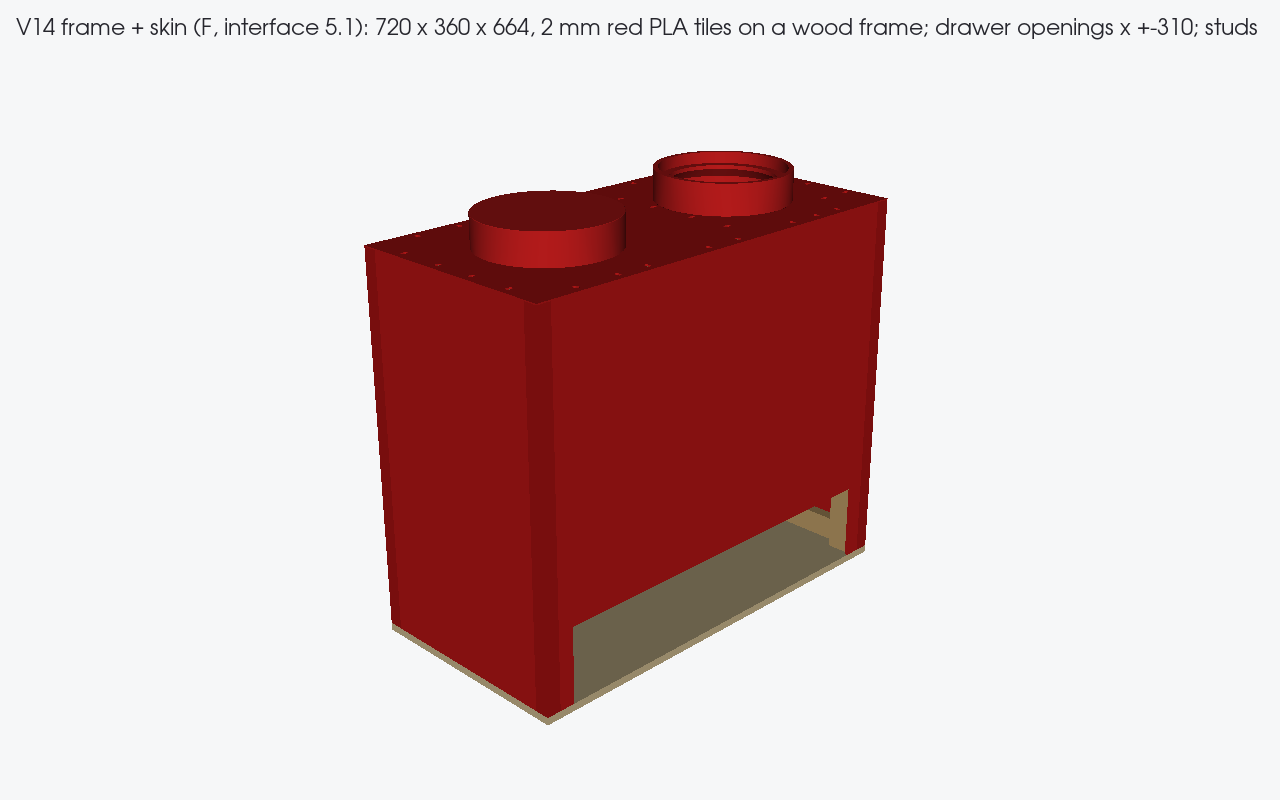 V14 frame + skin (F, interface 5.1): 720 x 360 x 664, 2 mm red PLA tiles on a wood frame; drawer openings x +-310; studs